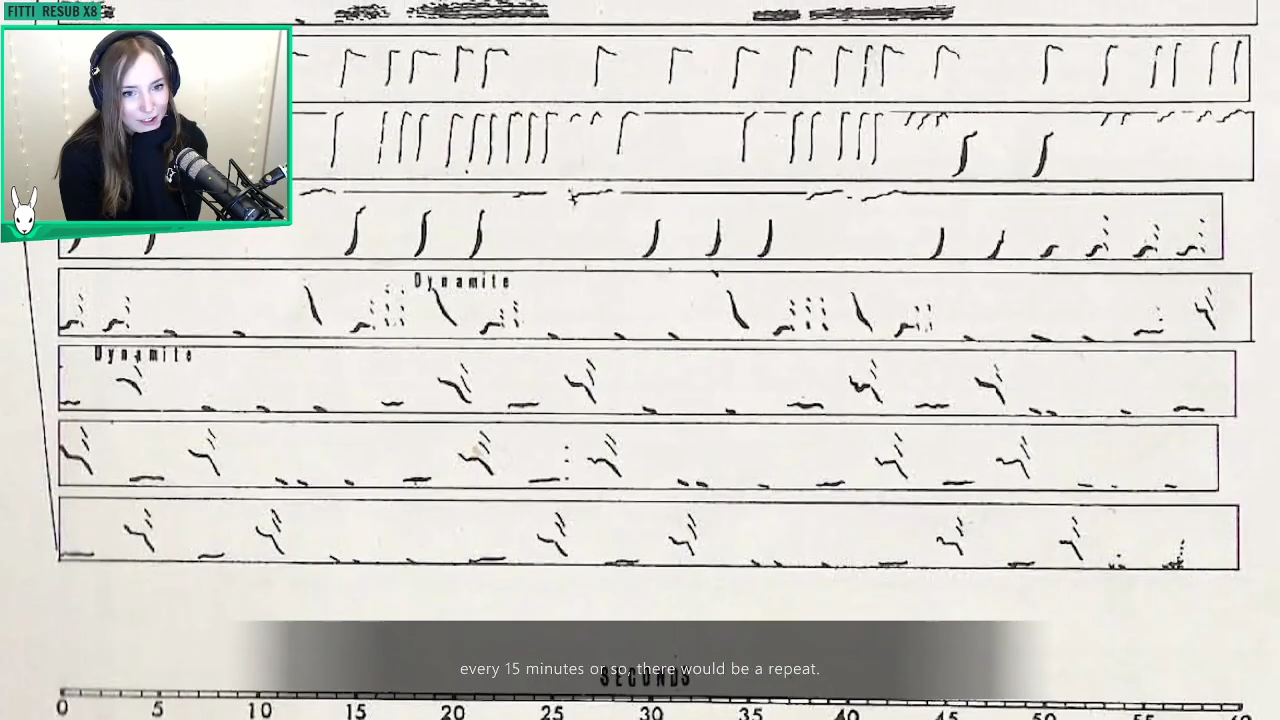 FITTI RESUB X8
Dynamite
Dynamite
every 15 minutes or so, there would be a repeat.
SECONDS
0 5 10 15 20 25 30 35 40 45 55 60